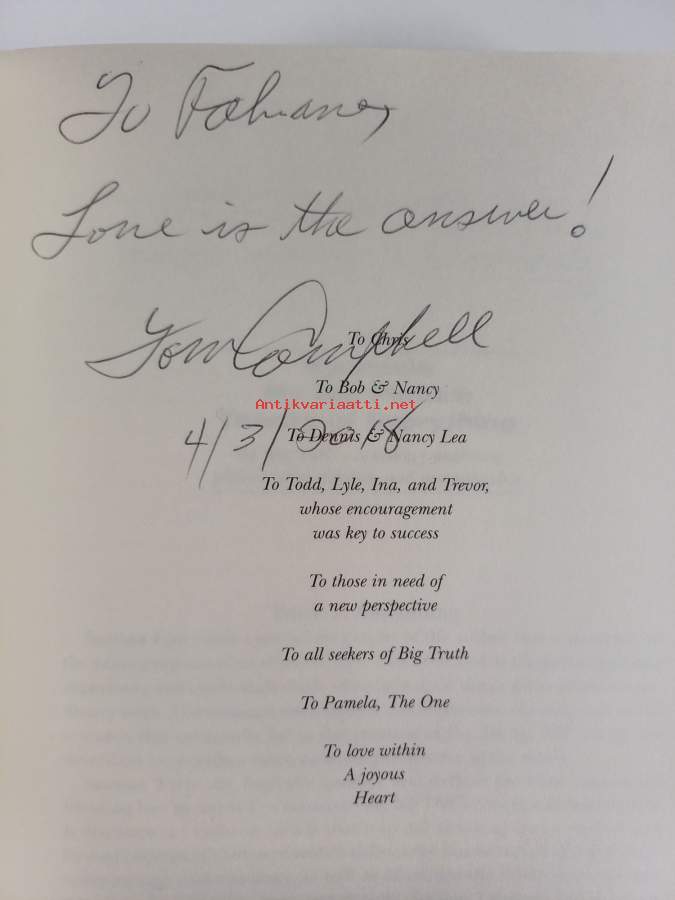 To Fabiane,
Love is the answer!
Tom Campbell
To Chris
To Bob & Nancy
Antikvariaatti.net
4/3/2018
To Dennis & Nancy Lea
To Todd, Lyle, Ina, and Trevor,
whose encouragement
was key to success
To those in need of
a new perspective
To all seekers of Big Truth
To Pamela, The One
To love within
A joyous
Heart